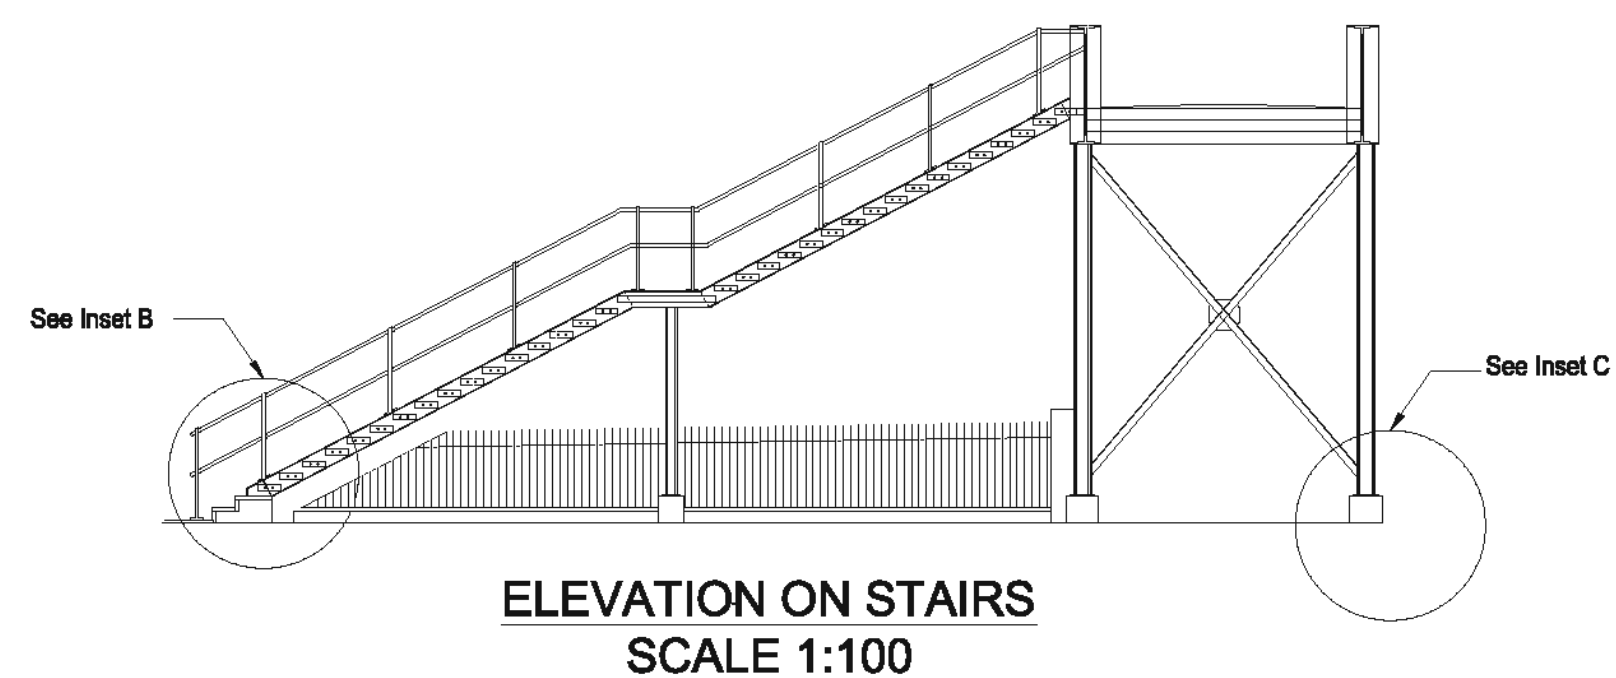 See Inset B
See Inset C
ELEVATION ON STAIRS
SCALE 1:100